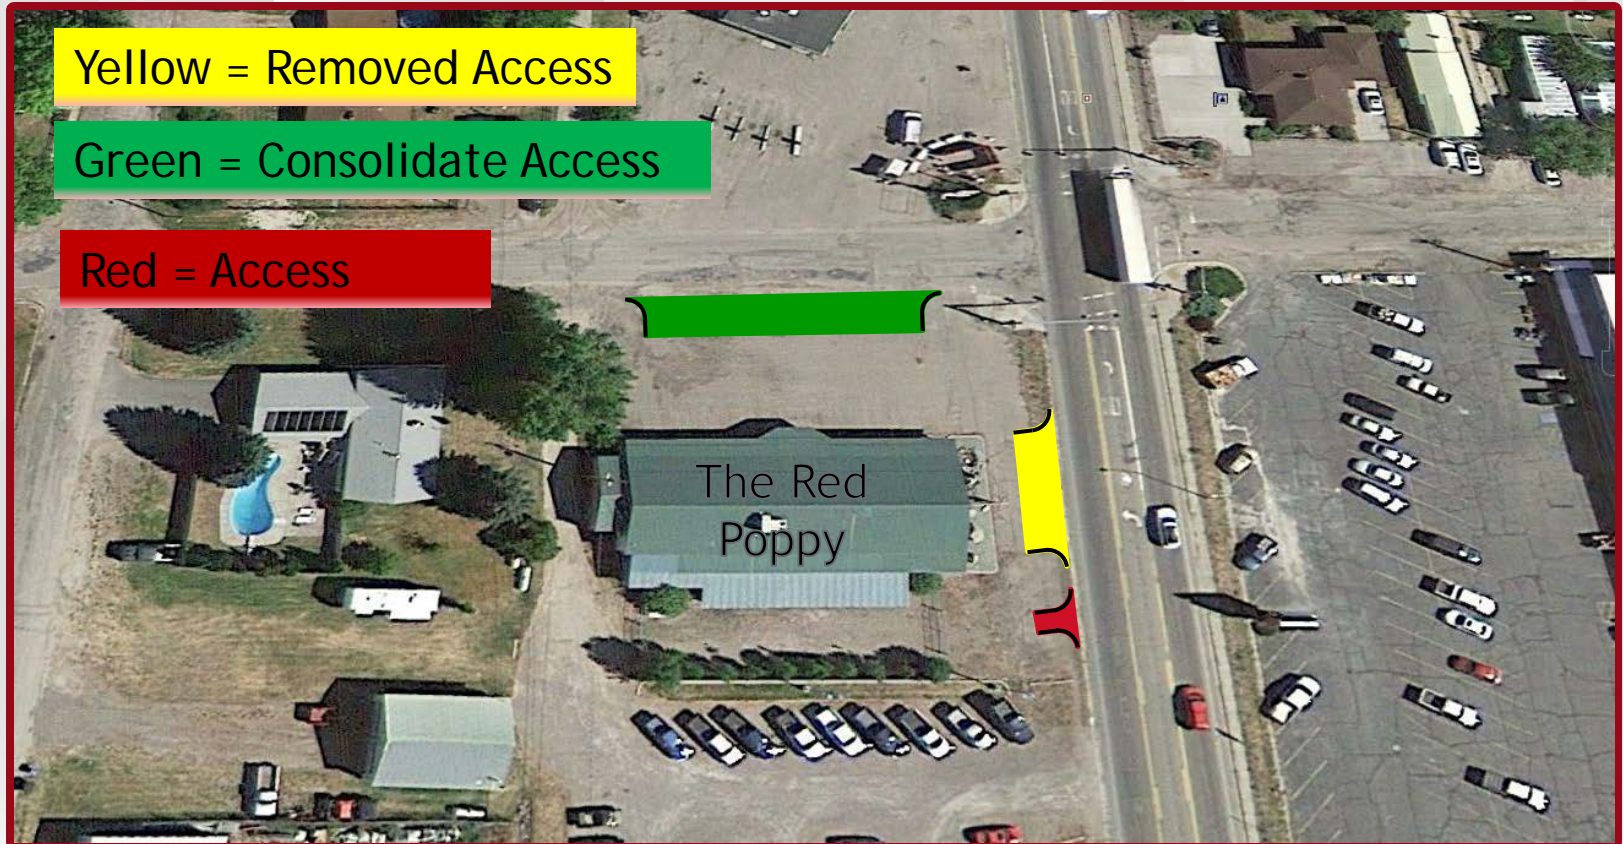 Yellow = Removed Access
Green = Consolidate Access
Red = Access
The Red
Poppy